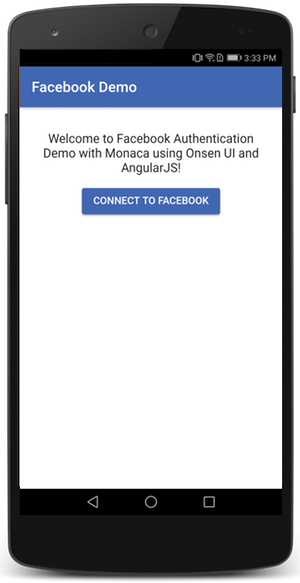 3:33 PM
Facebook Demo
Welcome to Facebook Authentication
Demo with Monaca using Onsen UI and
AngularJS!
CONNECT TO FACEBOOK